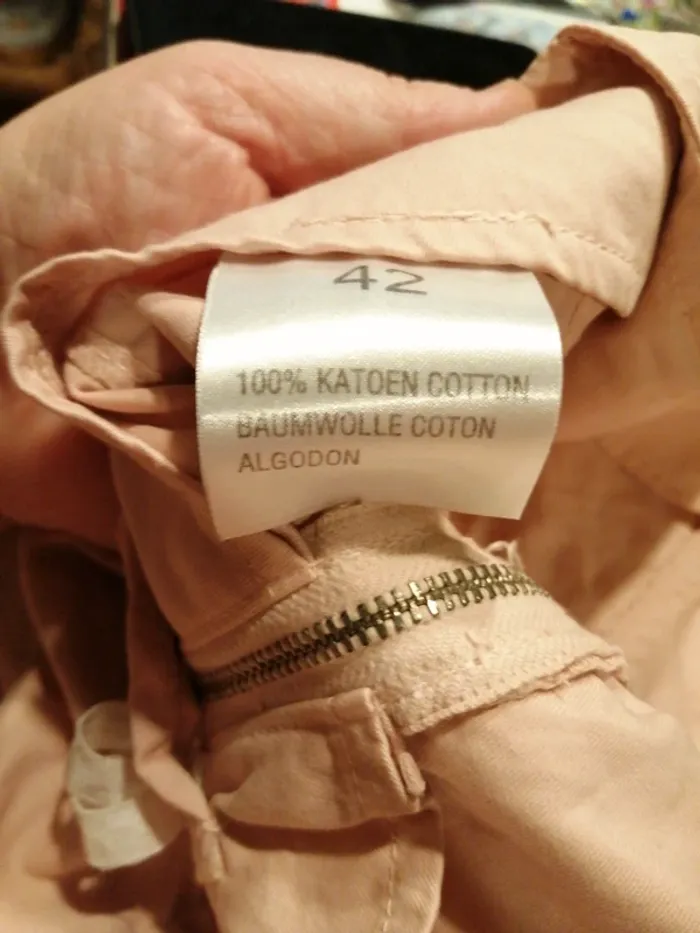 42
100% KATOEN COTTON
BAUMWOLLE COTON
ALGODON